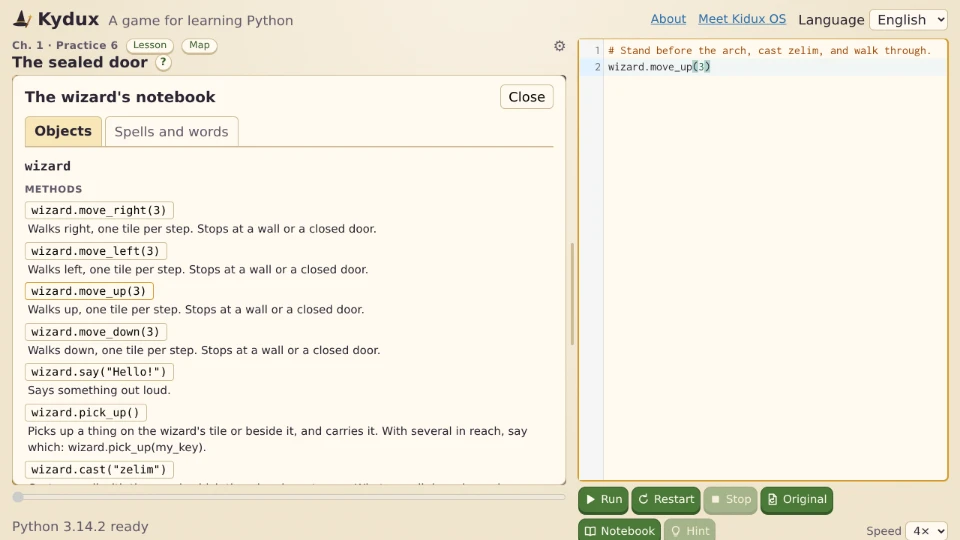 Kydux A game for learning Python
About Meet Kidux OS Language English
Ch. 1 · Practice 6 Lesson Map
The sealed door ?
The wizard's notebook Close
Objects Spells and words
wizard
METHODS
wizard.move_right(3)
Walks right, one tile per step. Stops at a wall or a closed door.
wizard.move_left(3)
Walks left, one tile per step. Stops at a wall or a closed door.
wizard.move_up(3)
Walks up, one tile per step. Stops at a wall or a closed door.
wizard.move_down(3)
Walks down, one tile per step. Stops at a wall or a closed door.
wizard.say("Hello!")
Says something out loud.
wizard.pick_up()
Picks up a thing on the wizard's tile or beside it, and carries it. With several in reach, say
which: wizard.pick_up(my_key).
wizard.cast("zelim")
Python 3.14.2 ready
1 # Stand before the arch, cast zelim, and walk through.
2 wizard.move_up(3)
Run Restart Stop Original
Notebook Hint Speed 4×